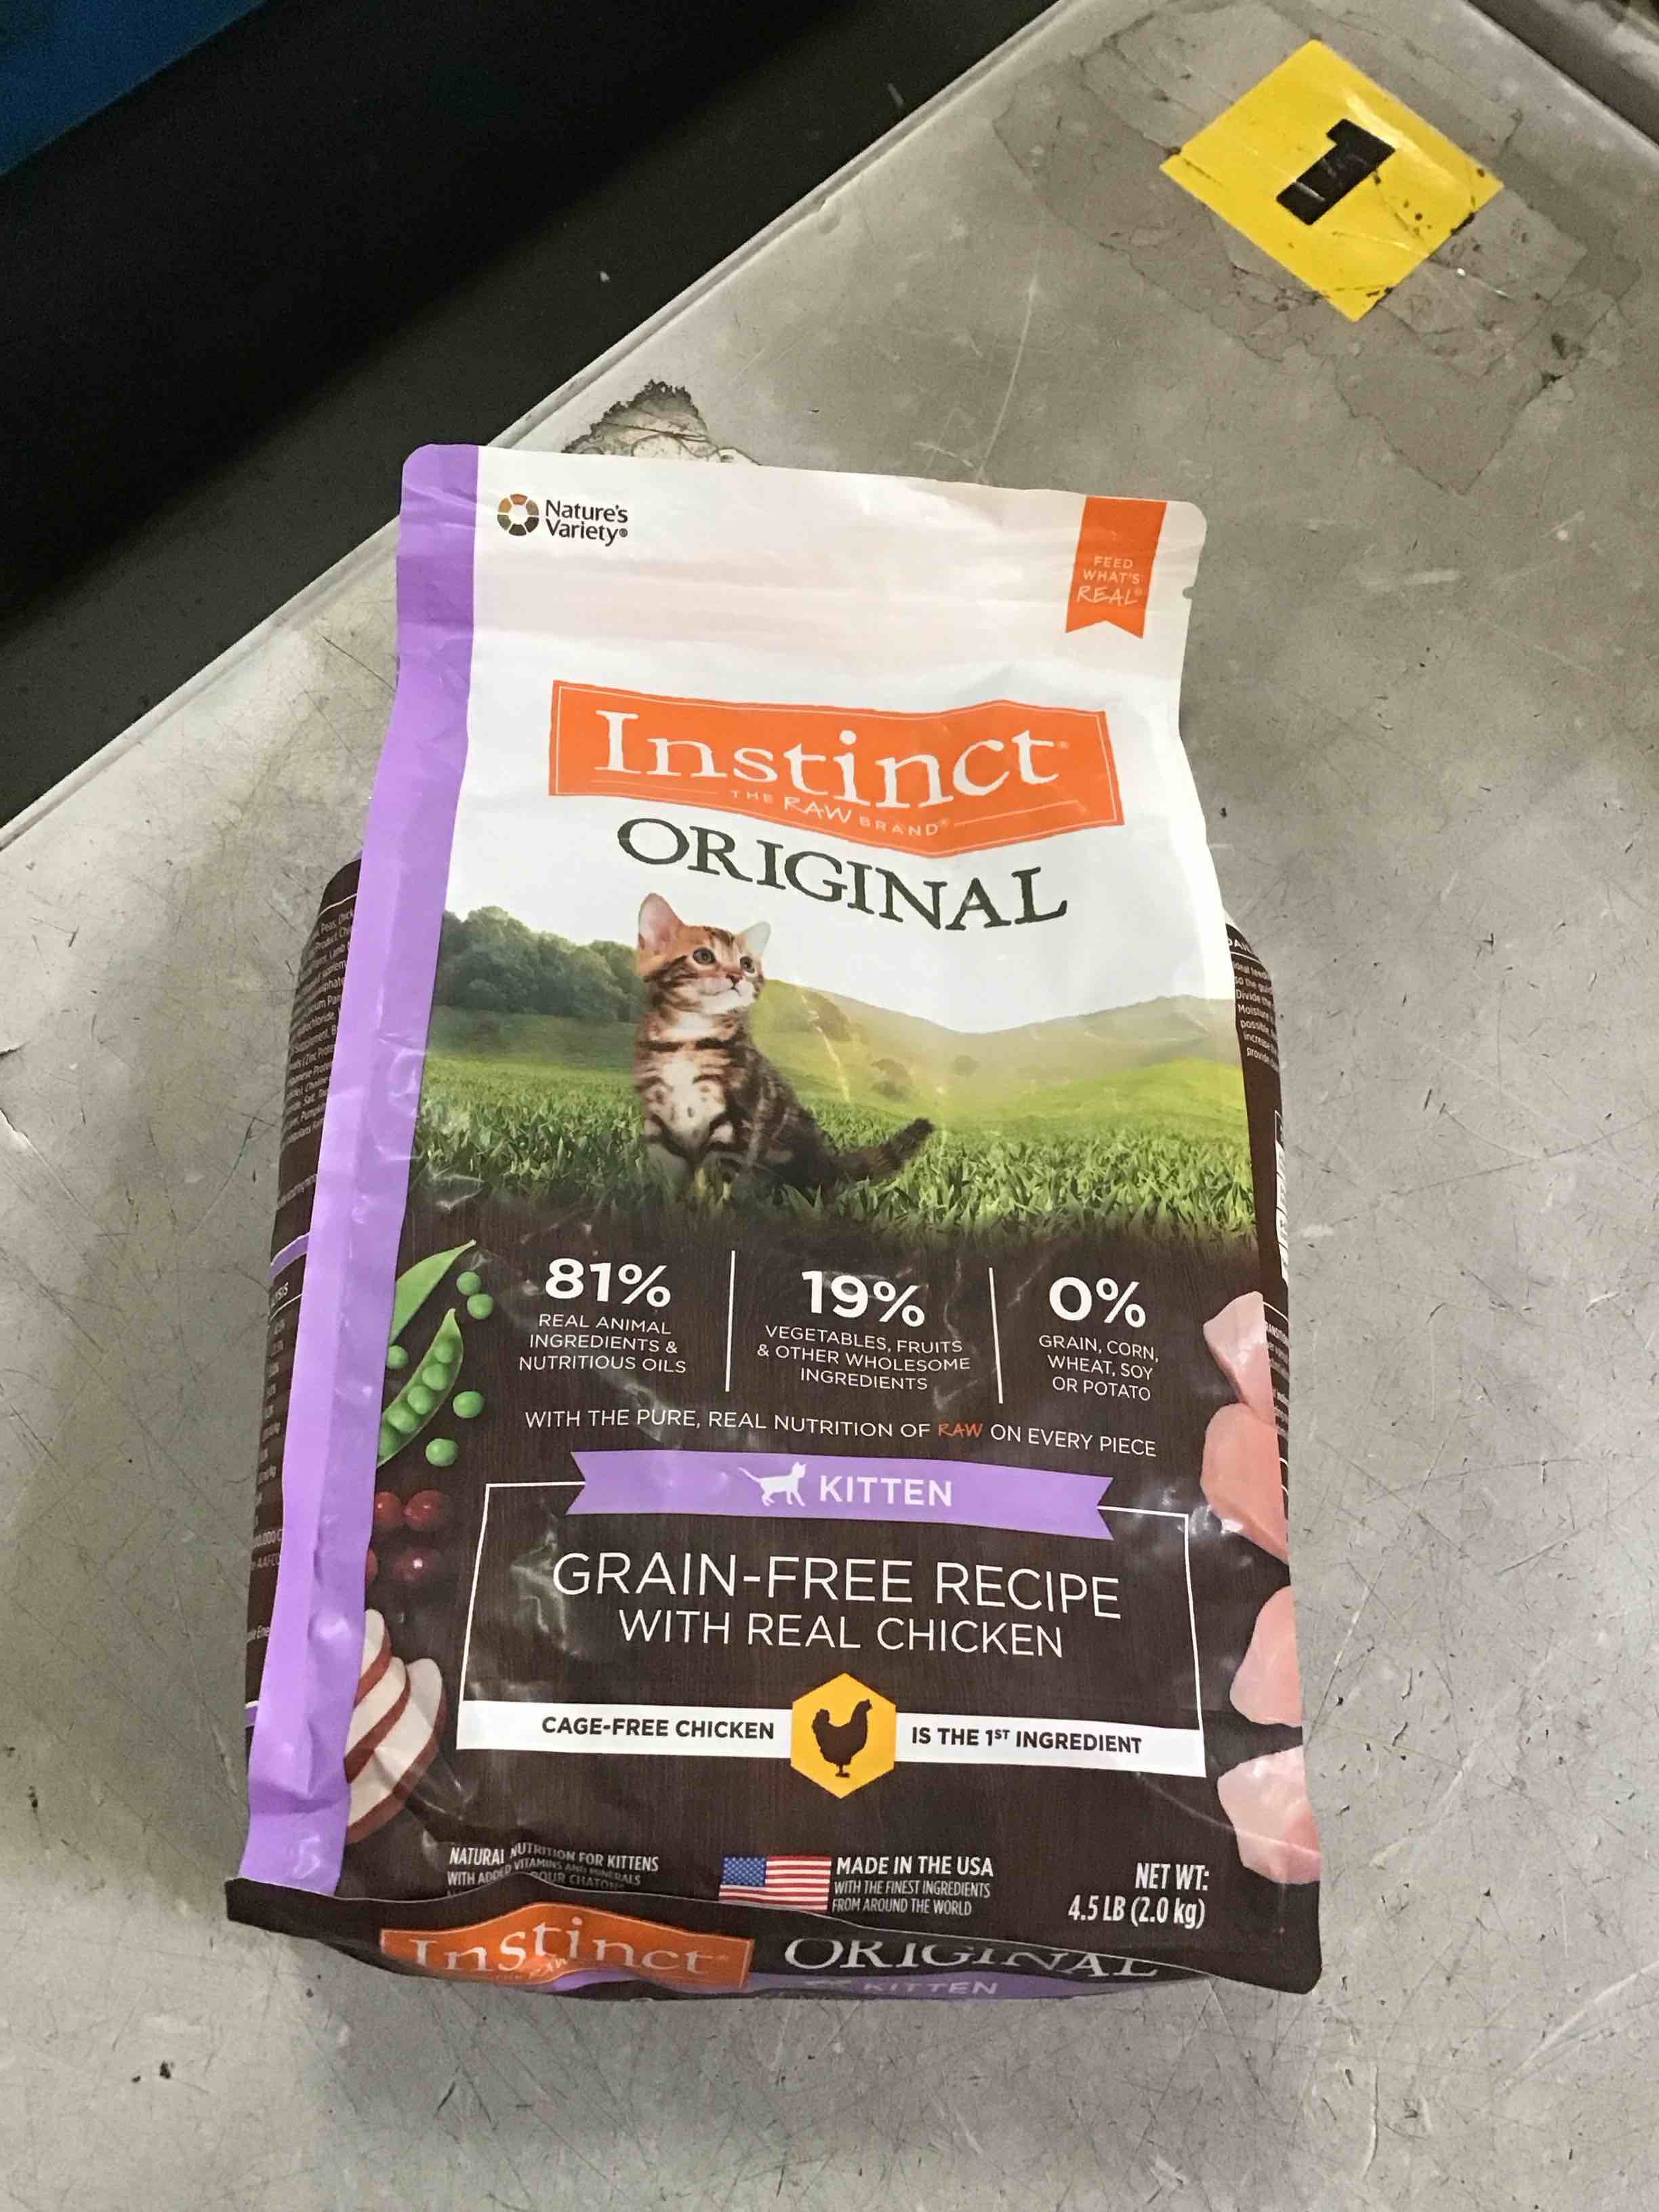 1
Nature's
Variety®
FEED
WHAT'S
REAL®
Instinct®
THE RAW BRAND®
ORIGINAL
81%
REAL ANIMAL
INGREDIENTS &
NUTRITIOUS OILS
19%
VEGETABLES, FRUITS
& OTHER WHOLESOME
INGREDIENTS
0%
GRAIN, CORN,
WHEAT, SOY
OR POTATO
WITH THE PURE, REAL NUTRITION OF RAW ON EVERY PIECE
KITTEN
GRAIN-FREE RECIPE
WITH REAL CHICKEN
CAGE-FREE CHICKEN IS THE 1ST INGREDIENT
NATURAL NUTRITION FOR KITTENS
WITH ADDED VITAMINS AND MINERALS
MADE IN THE USA
WITH THE FINEST INGREDIENTS
FROM AROUND THE WORLD
NET WT:
4.5 LB (2.0 kg)
Instinct® ORIGINAL
KITTEN